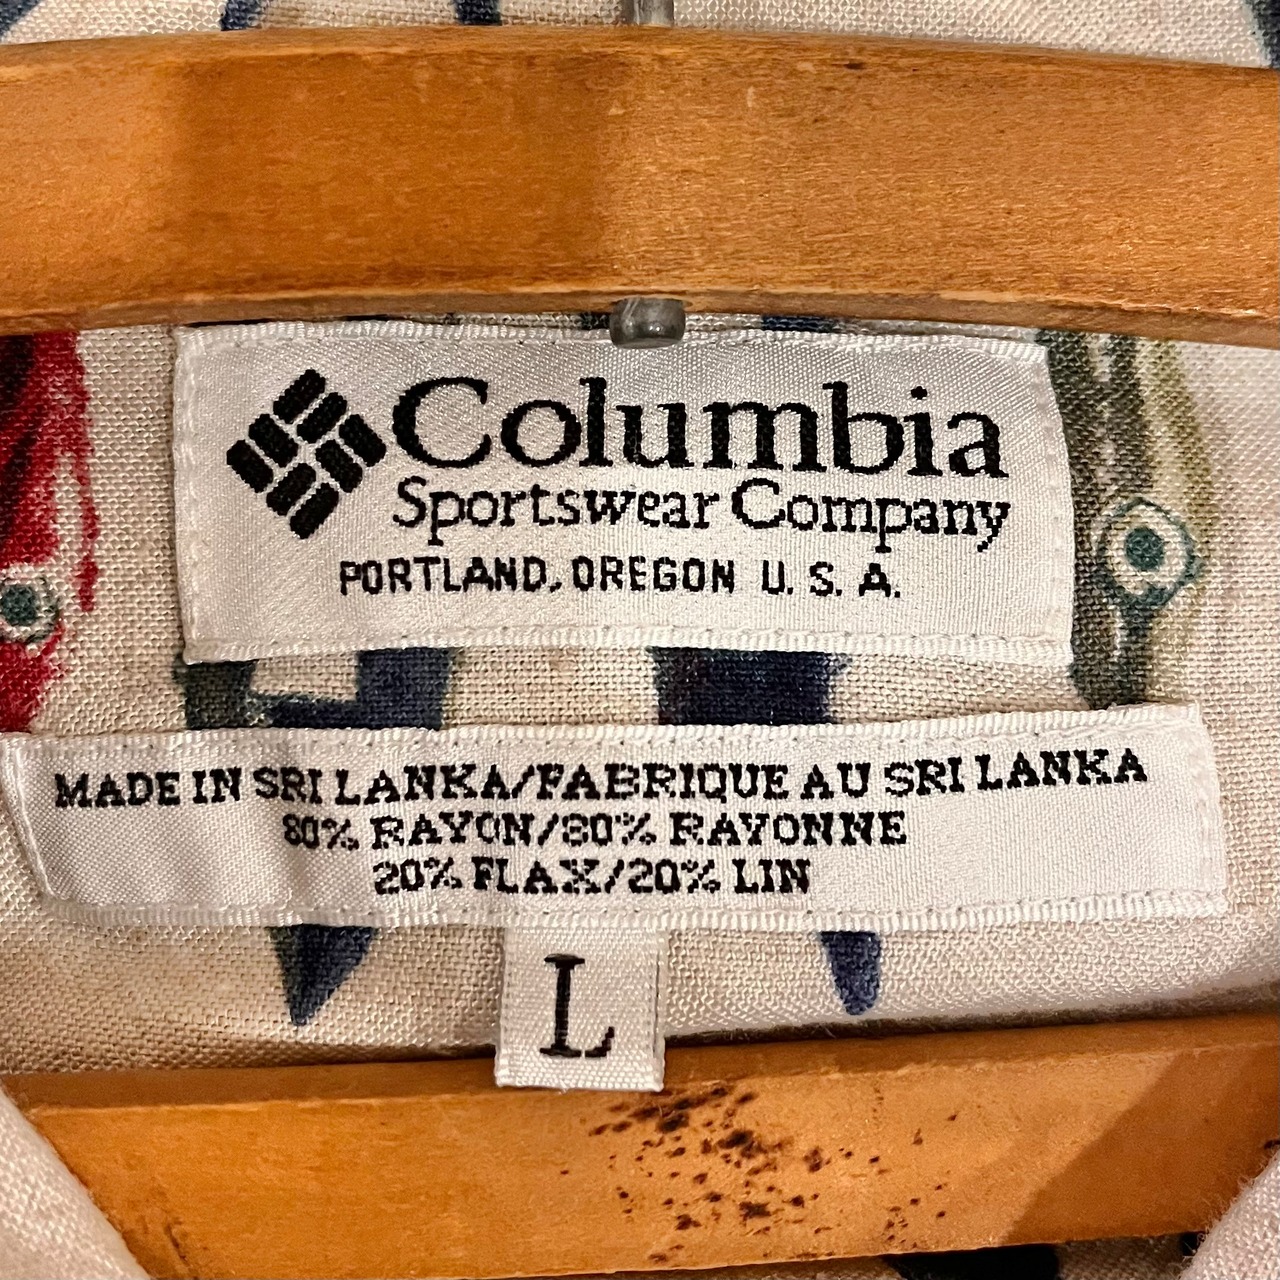 Columbia
Sportswear Company
PORTLAND, OREGON U. S. A.
MADE IN SRI LANKA/FABRIQUE AU SRI LANKA
80% RAYON/80% RAYONNE
20% FLAX/20% LIN
L